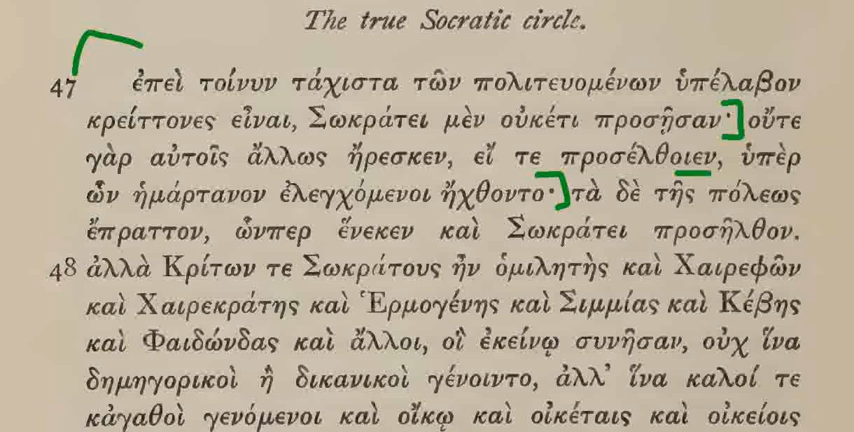 The true Socratic circle.
47 ἐπεὶ τοίνυν τάχιστα τῶν πολιτευομένων ὑπέλαβον
κρείττονες εἶναι, Σωκράτει μὲν οὐκέτι προσῇσαν· οὔτε
γὰρ αὐτοῖς ἄλλως ἤρεσκεν, εἴ τε προσέλθοιεν, ὑπὲρ
ὧν ἡμάρτανον ἐλεγχόμενοι ἤχθοντο· τὰ δὲ τῆς πόλεως
ἔπραττον, ὧνπερ ἕνεκεν καὶ Σωκράτει προσῆλθον.
48 ἀλλὰ Κρίτων τε Σωκράτους ἦν ὁμιλητὴς καὶ Χαιρεφῶν
καὶ Χαιρεκράτης καὶ Ἑρμογένης καὶ Σιμμίας καὶ Κέβης
καὶ Φαιδώνδας καὶ ἄλλοι, οἳ ἐκείνῳ συνῆσαν, οὐχ ἵνα
δημηγορικοὶ ἢ δικανικοὶ γένοιντο, ἀλλ’ ἵνα καλοί τε
κἀγαθοὶ γενόμενοι καὶ οἴκῳ καὶ οἰκέταις καὶ οἰκείοις